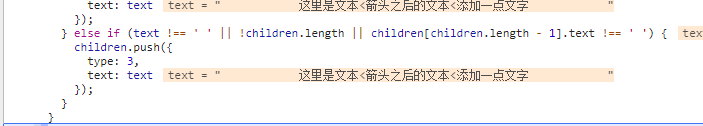 text: text text = "            这里是文本<箭头之后的文本<添加一点文字            "
});
} else if (text !== ' ' || !children.length || children[children.length - 1].text !== ' ') { tex
children.push({
type: 3,
text: text text = "            这里是文本<箭头之后的文本<添加一点文字            "
});
}
}